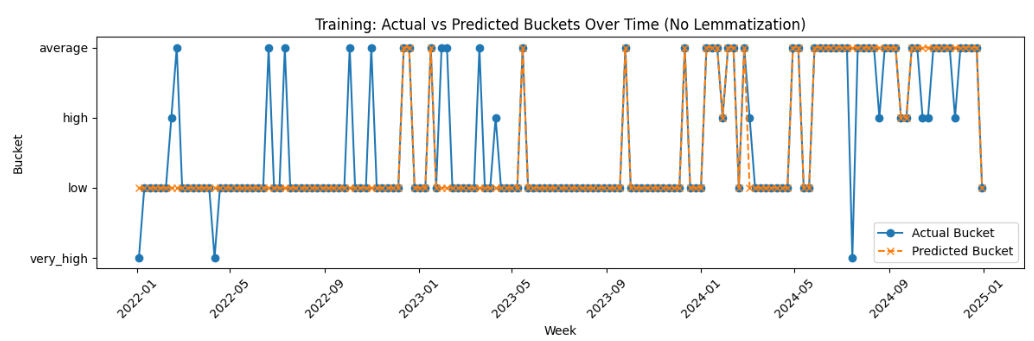 Training: Actual vs Predicted Buckets Over Time (No Lemmatization)
Bucket
average
high
low
very_high
Actual Bucket
Predicted Bucket
2022-01
2022-05
2022-09
2023-01
2023-05
2023-09
2024-01
2024-05
2024-09
2025-01
Week